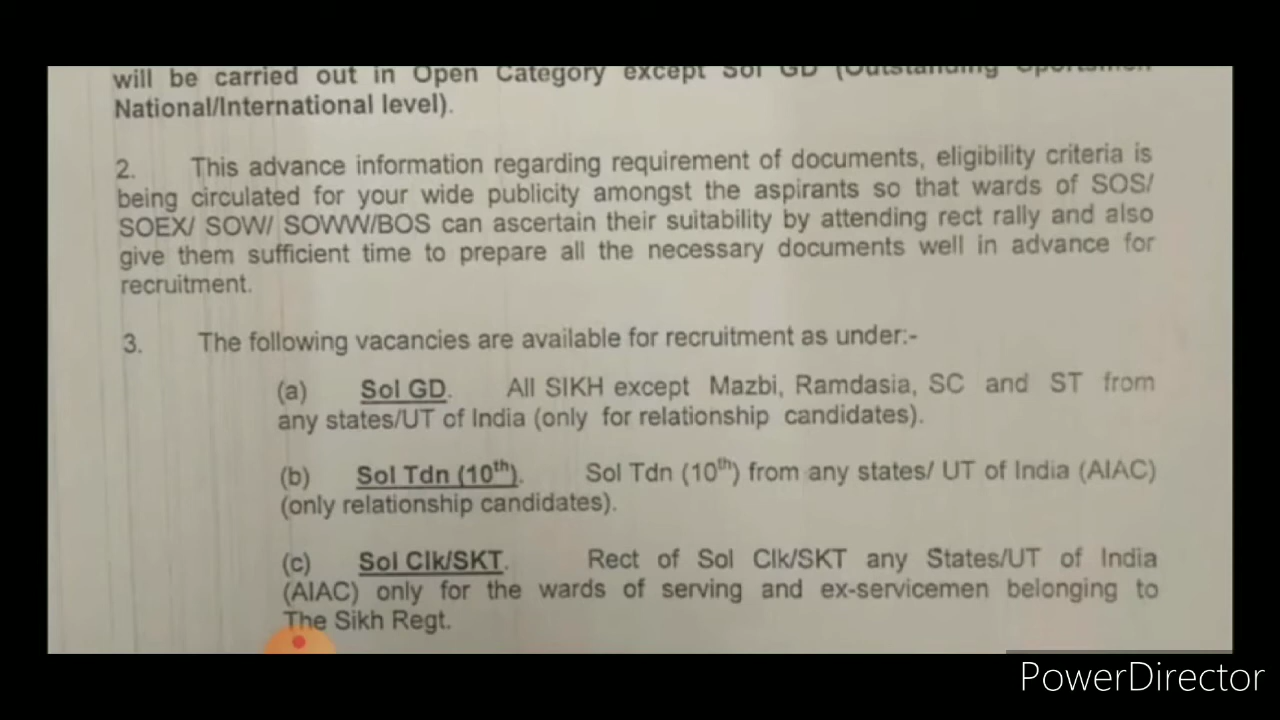 will be carried out in Open Category except Sol GD (Outstanding Sportsmen
National/International level).
2. This advance information regarding requirement of documents, eligibility criteria is
being circulated for your wide publicity amongst the aspirants so that wards of SOS/
SOEX/ SOW/ SOWW/BOS can ascertain their suitability by attending rect rally and also
give them sufficient time to prepare all the necessary documents well in advance for
recruitment.
3. The following vacancies are available for recruitment as under:-
(a) Sol GD. All SIKH except Mazbi, Ramdasia, SC and ST from
any states/UT of India (only for relationship candidates).
(b) Sol Tdn (10th). Sol Tdn (10th) from any states/ UT of India (AIAC)
(only relationship candidates).
(c) Sol Clk/SKT. Rect of Sol Clk/SKT any States/UT of India
(AIAC) only for the wards of serving and ex-servicemen belonging to
The Sikh Regt.
PowerDirector